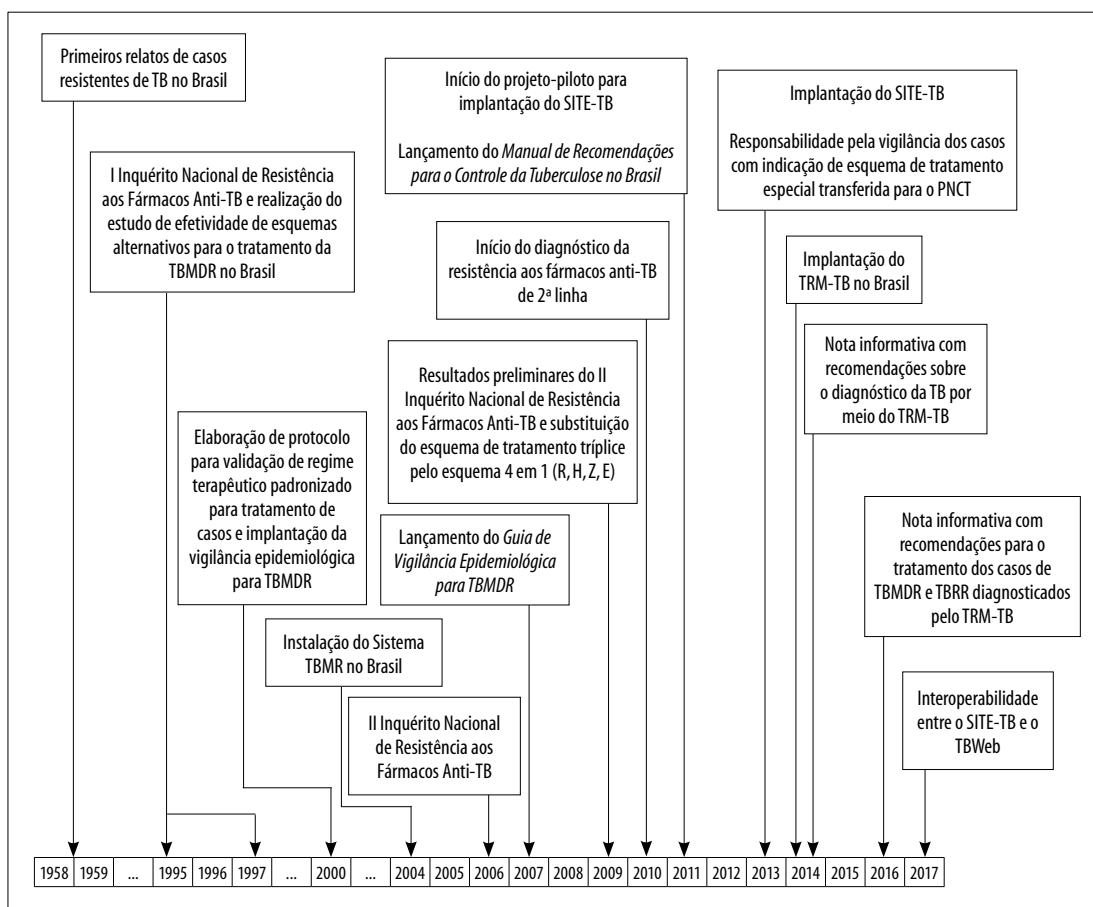 Primeiros relatos de casos
resistentes de TB no Brasil
I Inquérito Nacional de Resistência
aos Fármacos Anti-TB e realização do
estudo de efetividade de esquemas
alternativos para o tratamento da
TBMDR no Brasil
Elaboração de protocolo
para validação de regime
terapêutico padronizado
para tratamento de
casos e implantação da
vigilância epidemiológica
para TBMDR
Instalação do Sistema
TBMR no Brasil
II Inquérito Nacional
de Resistência aos
Fármacos Anti-TB
Lançamento do Guia de
Vigilância Epidemiológica
para TBMDR
Resultados preliminares do II
Inquérito Nacional de Resistência
aos Fármacos Anti-TB e substituição
do esquema de tratamento tríplice
pelo esquema 4 em 1 (R, H, Z, E)
Início do diagnóstico da
resistência aos fármacos anti-TB
de 2ª linha
Início do projeto-piloto para
implantação do SITE-TB
Lançamento do Manual de Recomendações
para o Controle da Tuberculose no Brasil
Implantação do SITE-TB
Responsabilidade pela vigilância dos casos
com indicação de esquema de tratamento
especial transferida para o PNCT
Implantação do
TRM-TB no Brasil
Nota informativa com
recomendações sobre
o diagnóstico da TB por
meio do TRM-TB
Nota informativa com
recomendações para o
tratamento dos casos de
TBMDR e TBRR diagnosticados
pelo TRM-TB
Interoperabilidade
entre o SITE-TB e o
TBWeb
1958 1959 ... 1995 1996 1997 ... 2000 ... 2004 2005 2006 2007 2008 2009 2010 2011 2012 2013 2014 2015 2016 2017